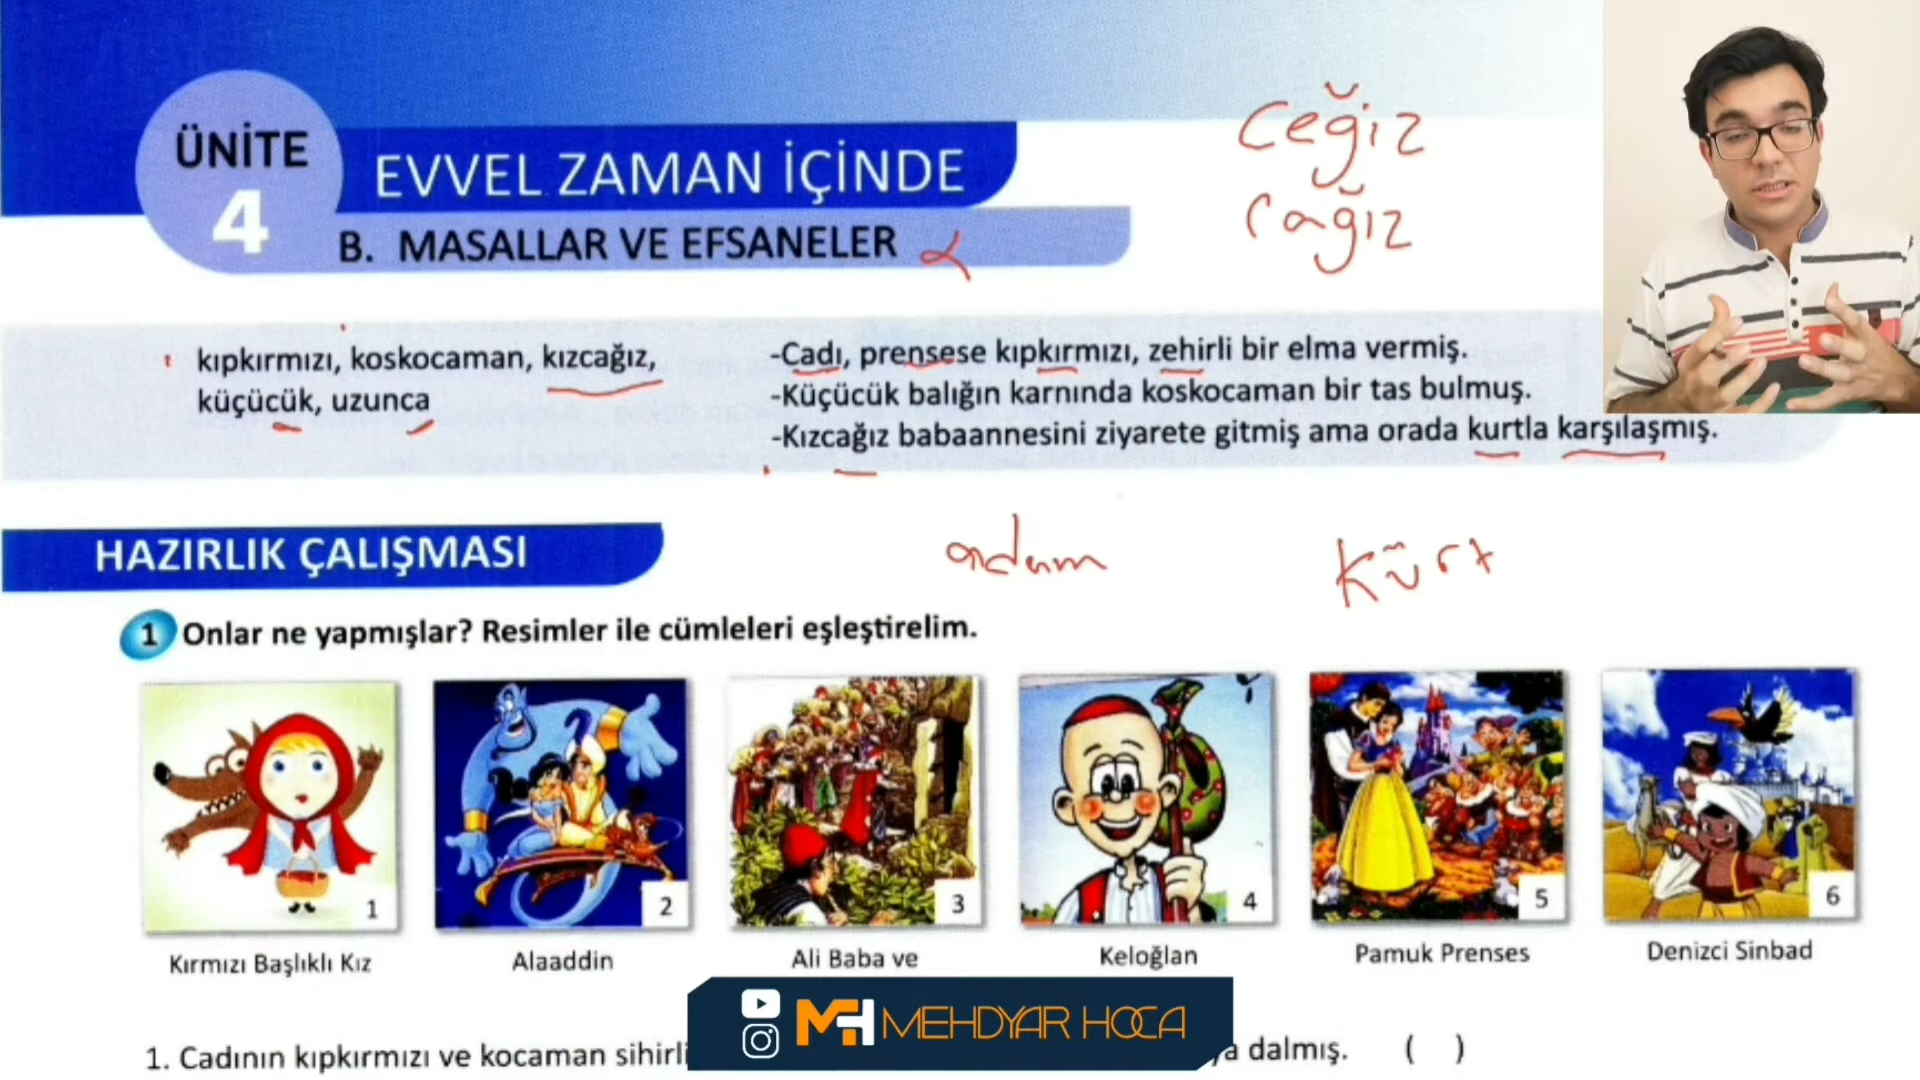 ÜNİTE
4
EVVEL ZAMAN İÇİNDE
B. MASALLAR VE EFSANELER
ceğiz
cağız
kıpkırmızı, koskocaman, kızcağız,
küçücük, uzunca
-Cadı, prensese kıpkırmızı, zehirli bir elma vermiş.
-Küçücük balığın karnında koskocaman bir tas bulmuş.
-Kızcağız babaannesini ziyarete gitmiş ama orada kurtla karşılaşmış.
HAZIRLIK ÇALIŞMASI
adam
Kürt
1 Onlar ne yapmışlar? Resimler ile cümleleri eşleştirelim.
1
2
3
4
5
6
Kırmızı Başlıklı Kız
Alaaddin
Ali Baba ve
Keloğlan
Pamuk Prenses
Denizci Sinbad
MH MEHDYAR HOCA
1. Cadının kıpkırmızı ve kocaman sihirli
ya dalmış. ( )